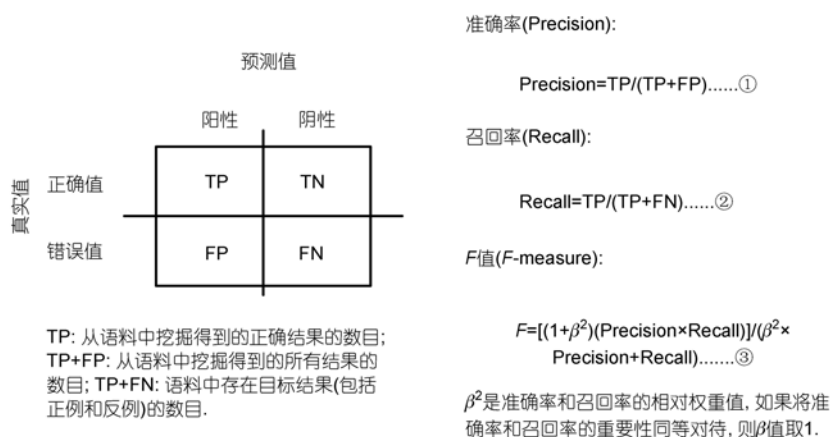 预测值
阳性 阴性
真实值
正确值 TP TN
错误值 FP FN
TP: 从语料中挖掘得到的正确结果的数目;
TP+FP: 从语料中挖掘得到的所有结果的
数目; TP+FN: 语料中存在目标结果(包括
正例和反例)的数目.
准确率(Precision):
Precision=TP/(TP+FP)......①
召回率(Recall):
Recall=TP/(TP+FN)......②
F值(F-measure):
F=[(1+β²)(Precision×Recall)]/(β²×
Precision+Recall).......③
β²是准确率和召回率的相对权重值, 如果将准
确率和召回率的重要性同等对待, 则β值取1.